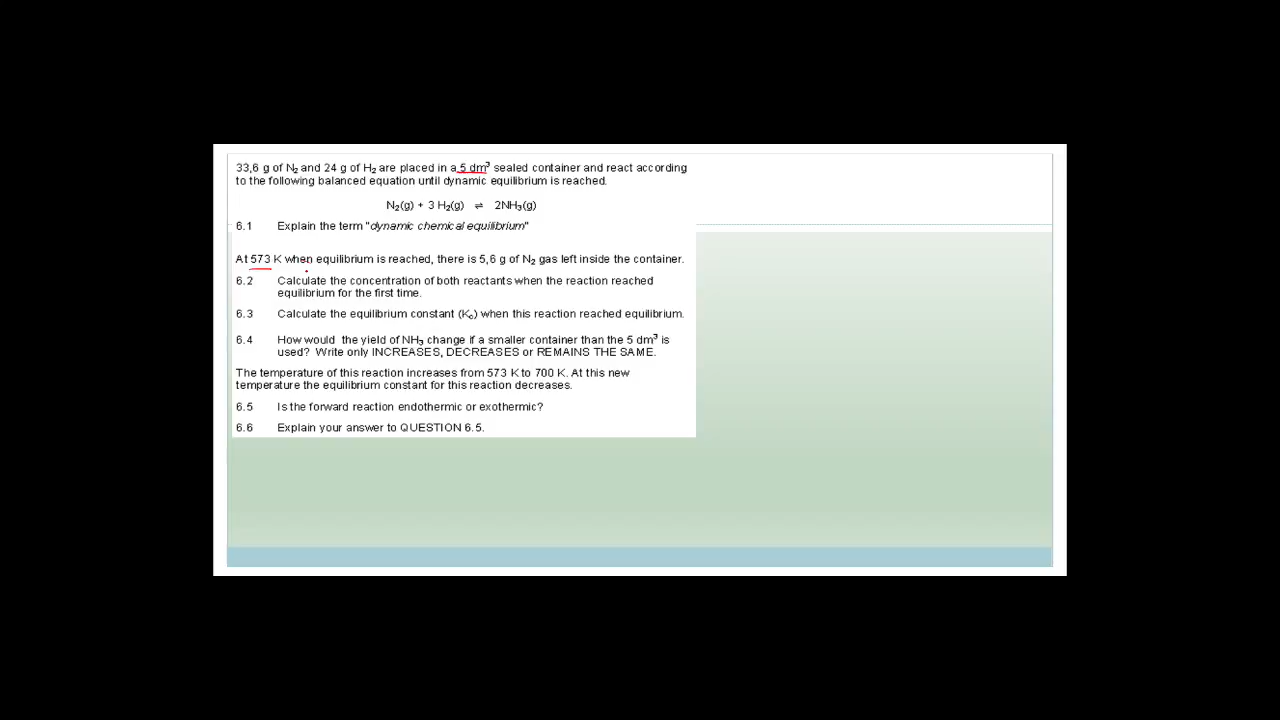 33,6 g of N₂ and 24 g of H₂ are placed in a 5 dm³ sealed container and react according
to the following balanced equation until dynamic equilibrium is reached.
N₂(g) + 3 H₂(g) ⇌ 2NH₃(g)
6.1 Explain the term "dynamic chemical equilibrium"
At 573 K when equilibrium is reached, there is 5,6 g of N₂ gas left inside the container.
6.2 Calculate the concentration of both reactants when the reaction reached
equilibrium for the first time.
6.3 Calculate the equilibrium constant (K꜀) when this reaction reached equilibrium.
6.4 How would the yield of NH₃ change if a smaller container than the 5 dm³ is
used? Write only INCREASES, DECREASES or REMAINS THE SAME.
The temperature of this reaction increases from 573 K to 700 K. At this new
temperature the equilibrium constant for this reaction decreases.
6.5 Is the forward reaction endothermic or exothermic?
6.6 Explain your answer to QUESTION 6.5.